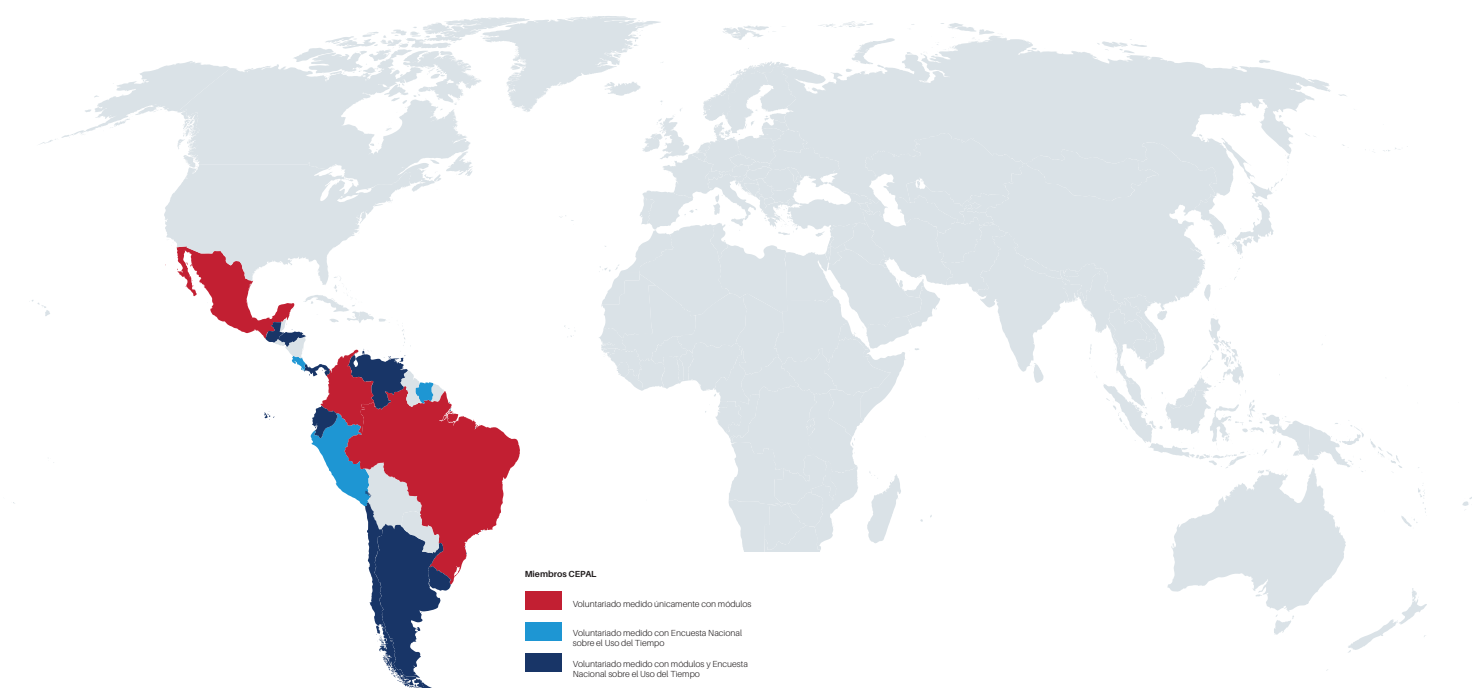 Miembros CEPAL
Voluntariado medido únicamente con módulos
Voluntariado medido con Encuesta Nacional
sobre el Uso del Tiempo
Voluntariado medido con módulos y Encuesta
Nacional sobre el Uso del Tiempo